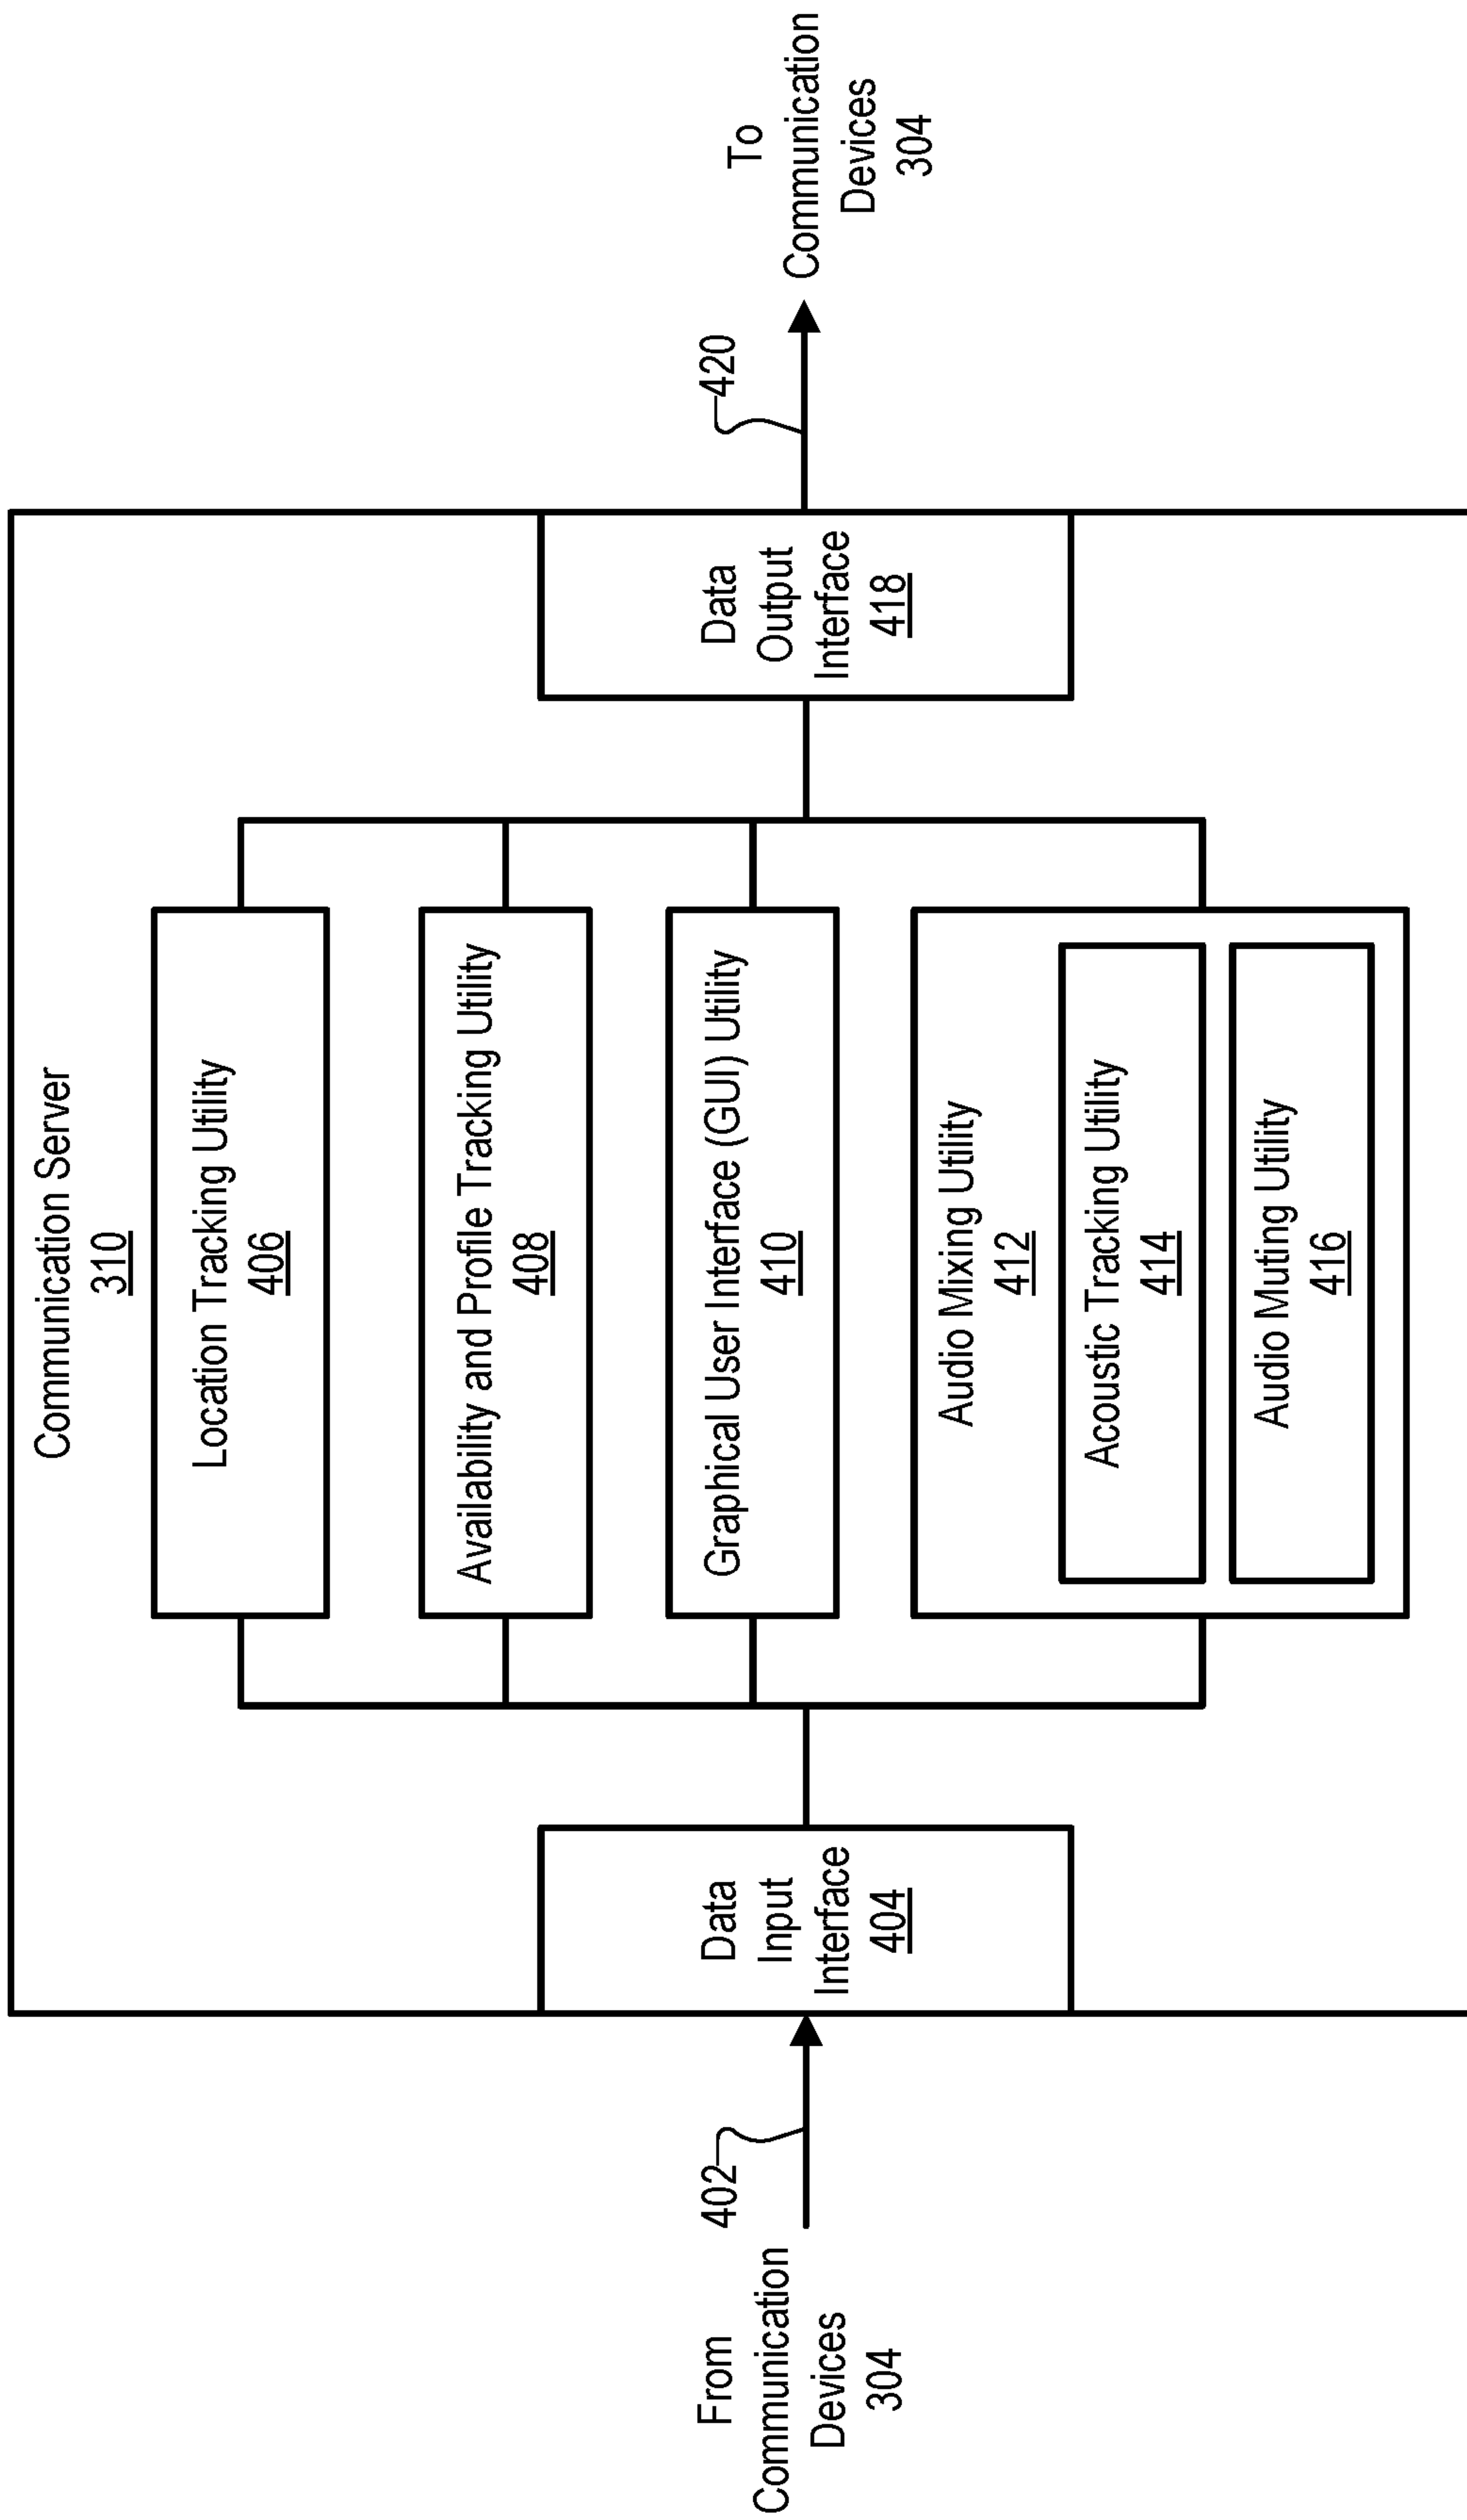 Communication Server
310
From
Communication
Devices
304
402
Data
Input
Interface
404
Location Tracking Utility
406
Availability and Profile Tracking Utility
408
Graphical User Interface (GUI) Utility
410
Audio Mixing Utility
412
Acoustic Tracking Utility
414
Audio Muting Utility
416
Data
Output
Interface
418
420
To
Communication
Devices
304